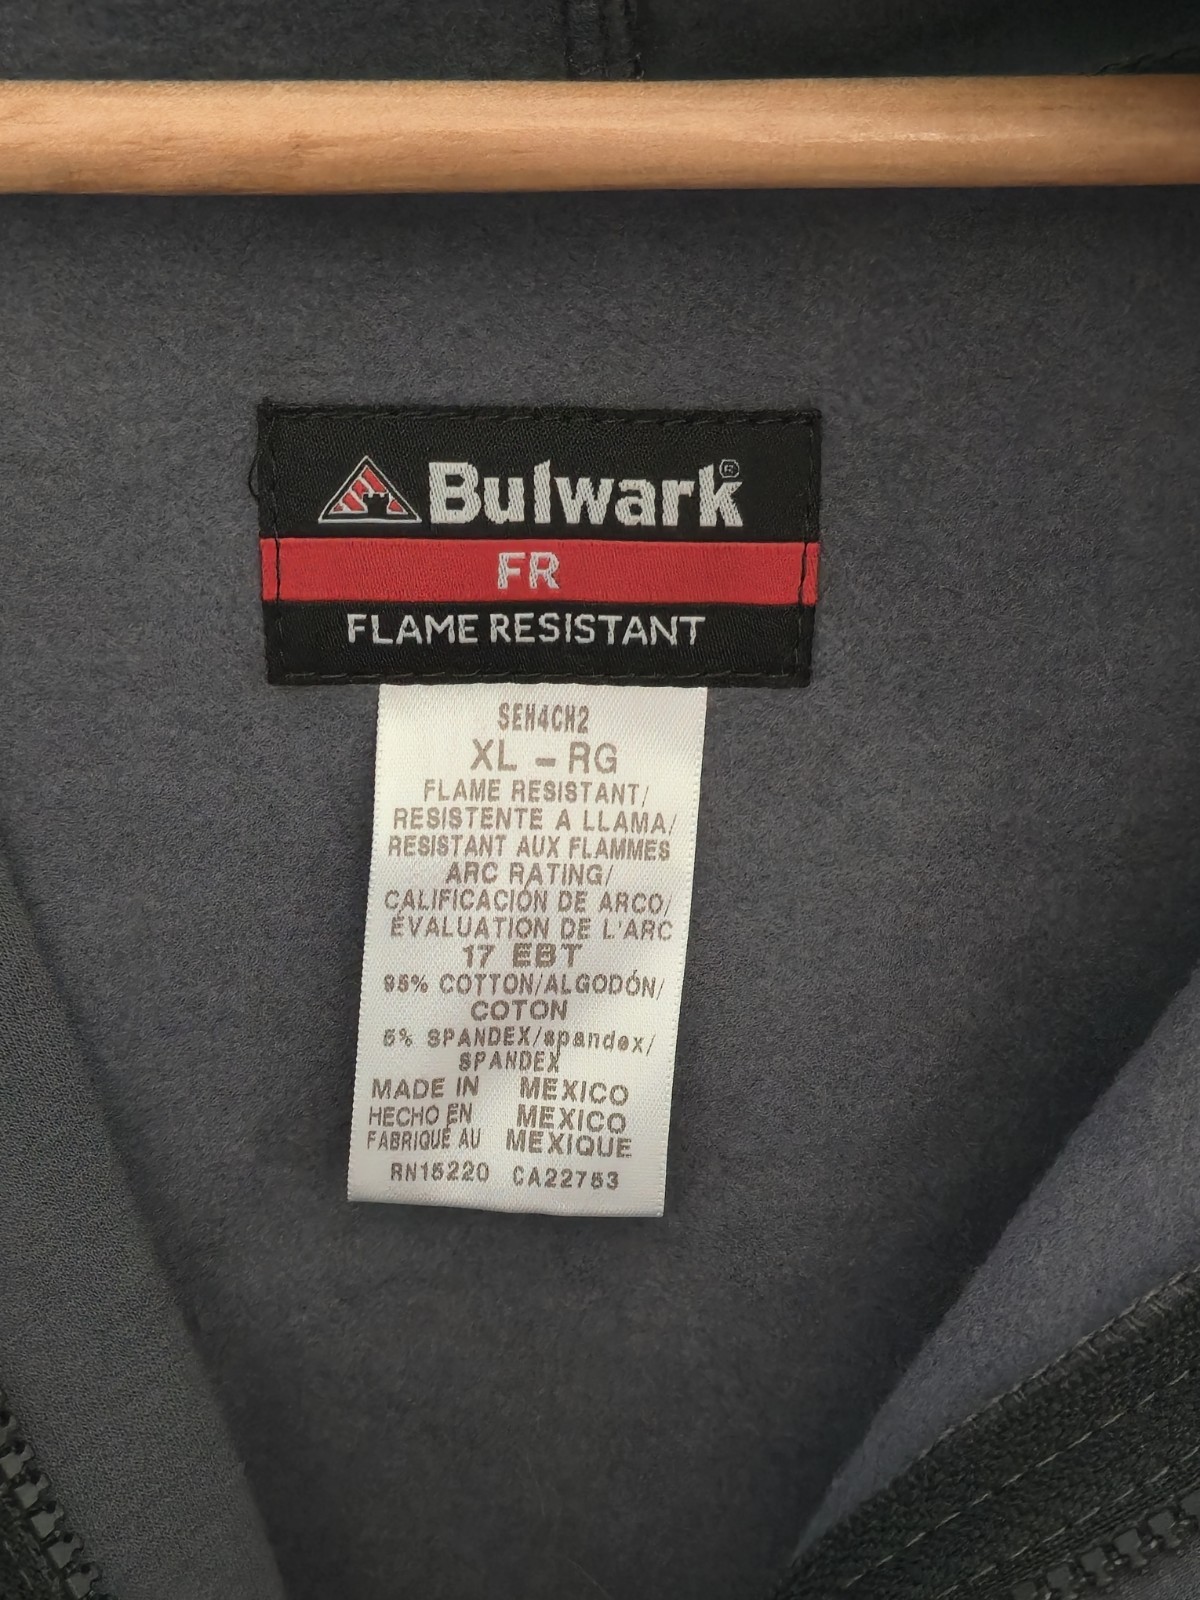 Bulwark®
FR
FLAME RESISTANT
SEH4CH2
XL - RG
FLAME RESISTANT/
RESISTENTE A LLAMA/
RESISTANT AUX FLAMMES
ARC RATING/
CALIFICACIÓN DE ARCO/
ÉVALUATION DE L'ARC
17 EBT
95% COTTON/ALGODÓN/
COTON
5% SPANDEX/spandex/
SPANDEX
MADE IN MEXICO
HECHO EN MEXICO
FABRIQUÉ AU MEXIQUE
RN15220 CA22753